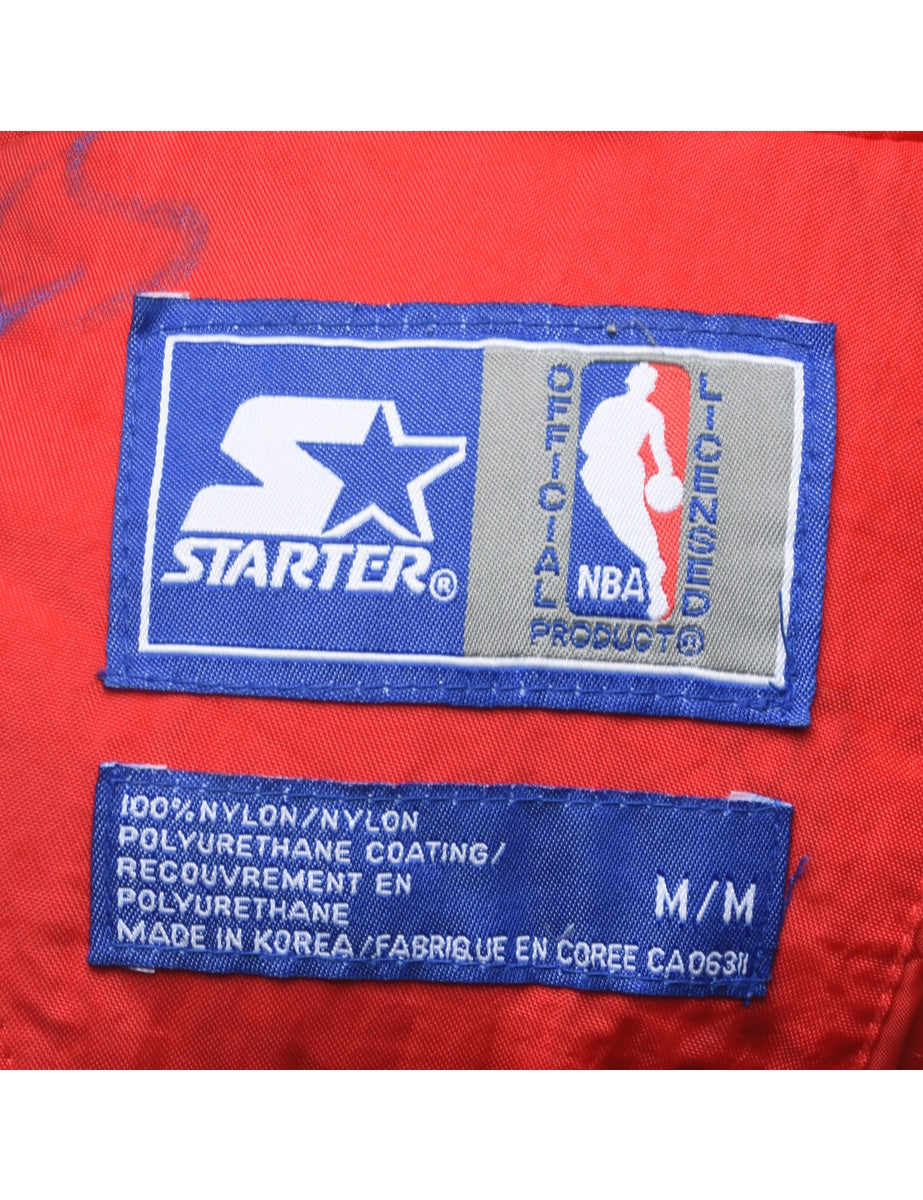 STARTER®
OFFICIAL
LICENSED
NBA
PRODUCT®
100% NYLON/NYLON
POLYURETHANE COATING/
RECOUVREMENT EN
POLYURETHANE
M/M
MADE IN KOREA/FABRIQUE EN COREE CA06311